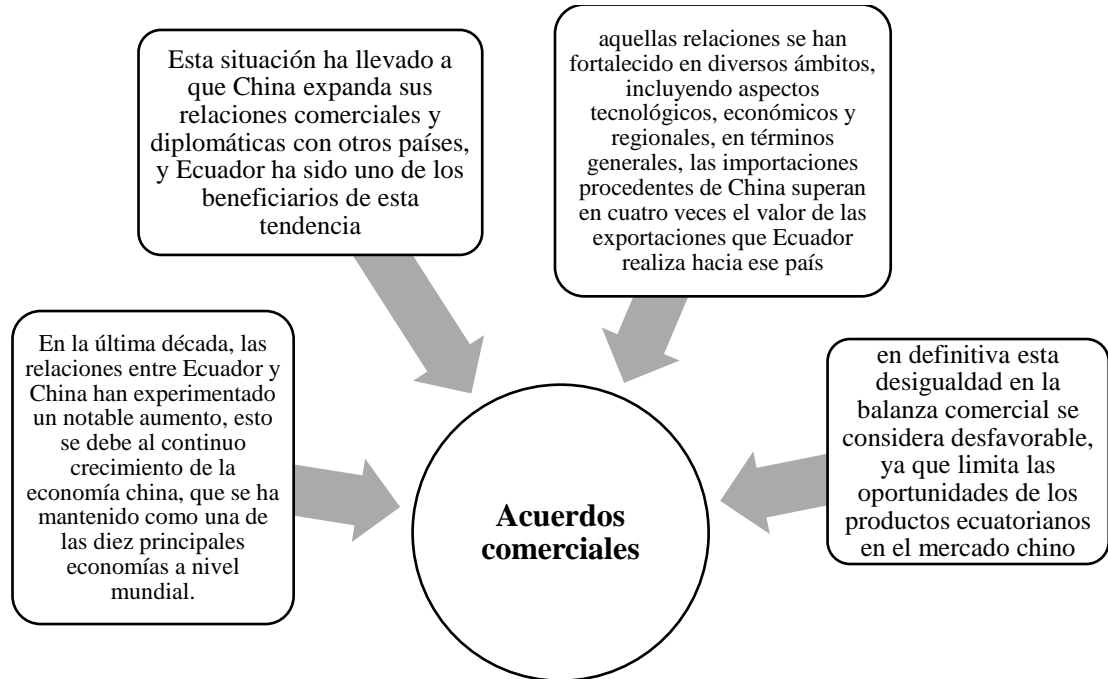 En la última década, las
relaciones entre Ecuador y
China han experimentado
un notable aumento, esto
se debe al continuo
crecimiento de la
economía china, que se ha
mantenido como una de
las diez principales
economías a nivel
mundial.
Esta situación ha llevado a
que China expanda sus
relaciones comerciales y
diplomáticas con otros países,
y Ecuador ha sido uno de los
beneficiarios de esta
tendencia
aquellas relaciones se han
fortalecido en diversos ámbitos,
incluyendo aspectos
tecnológicos, económicos y
regionales, en términos
generales, las importaciones
procedentes de China superan
en cuatro veces el valor de las
exportaciones que Ecuador
realiza hacia ese país
en definitiva esta
desigualdad en la
balanza comercial se
considera desfavorable,
ya que limita las
oportunidades de los
productos ecuatorianos
en el mercado chino
Acuerdos
comerciales